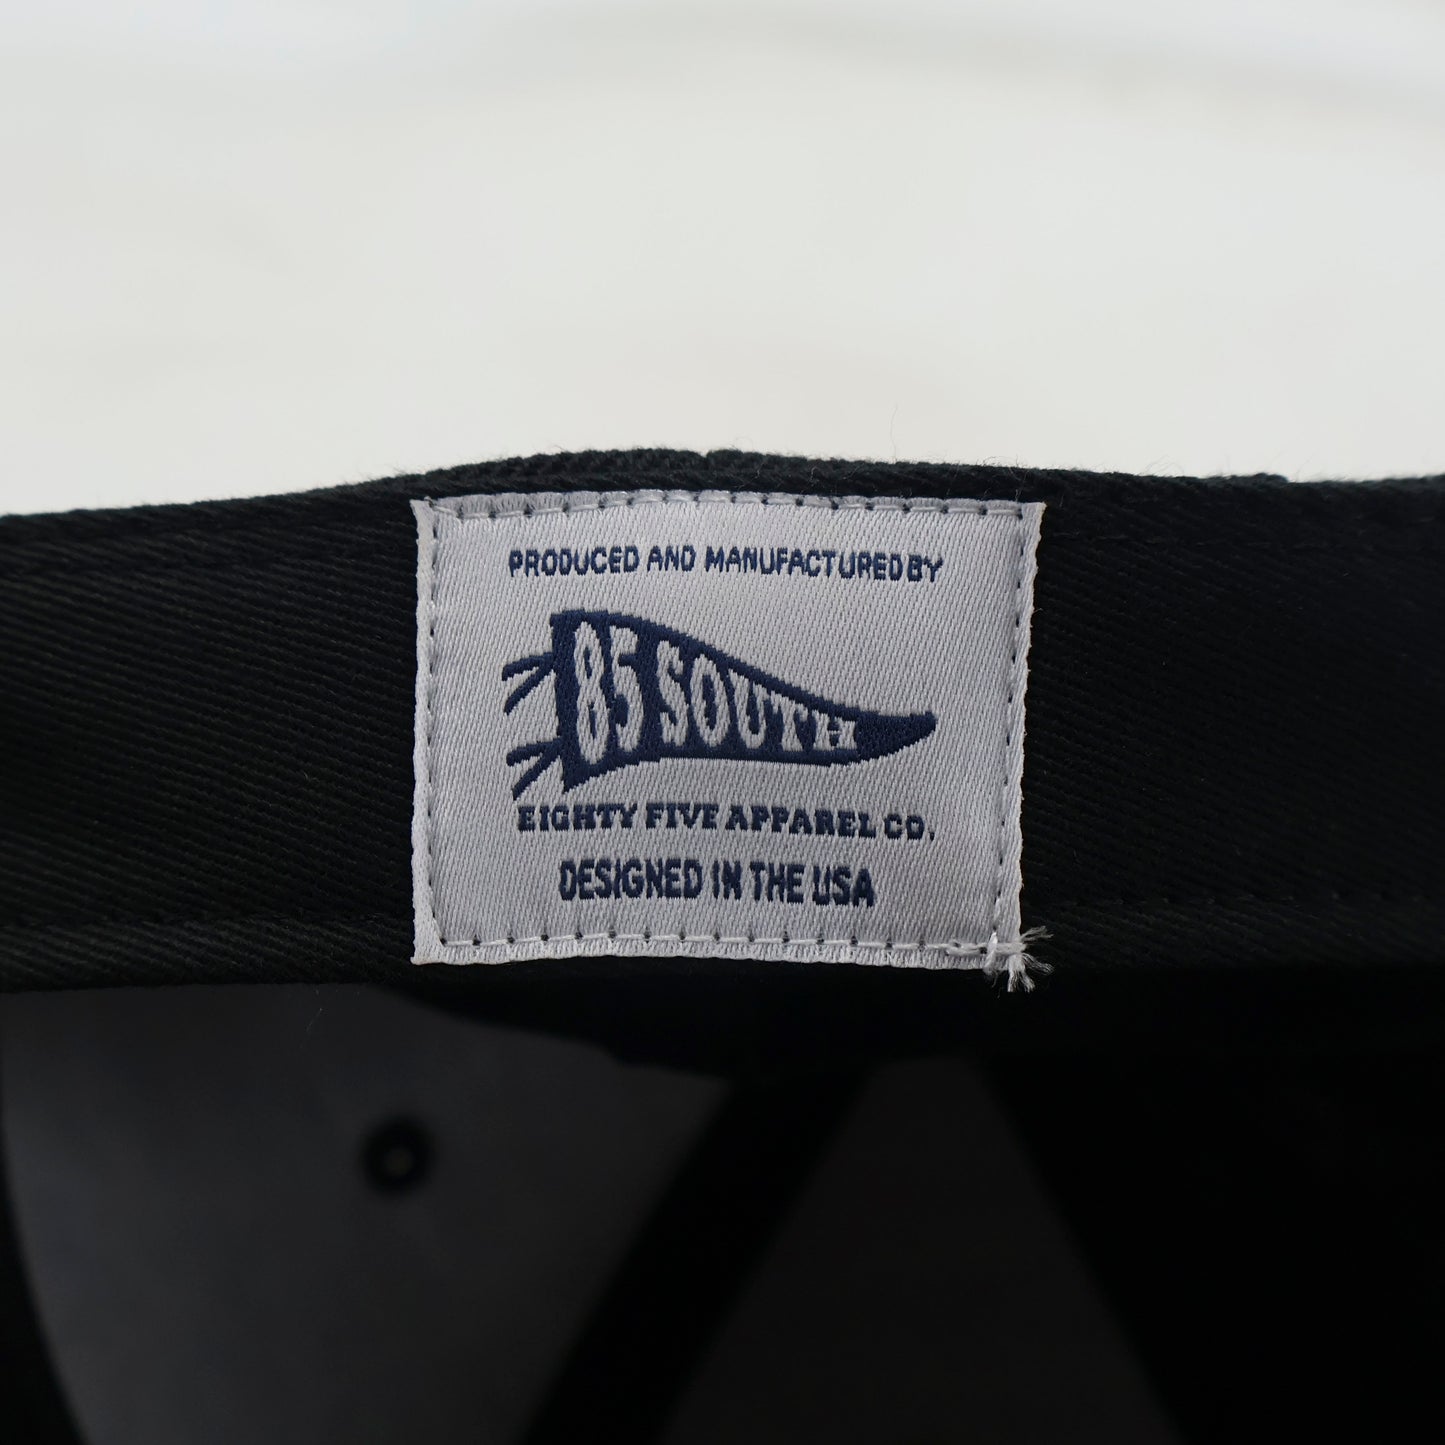 PRODUCED AND MANUFACTURED BY
85 SOUTH
EIGHTY FIVE APPAREL CO.
DESIGNED IN THE USA